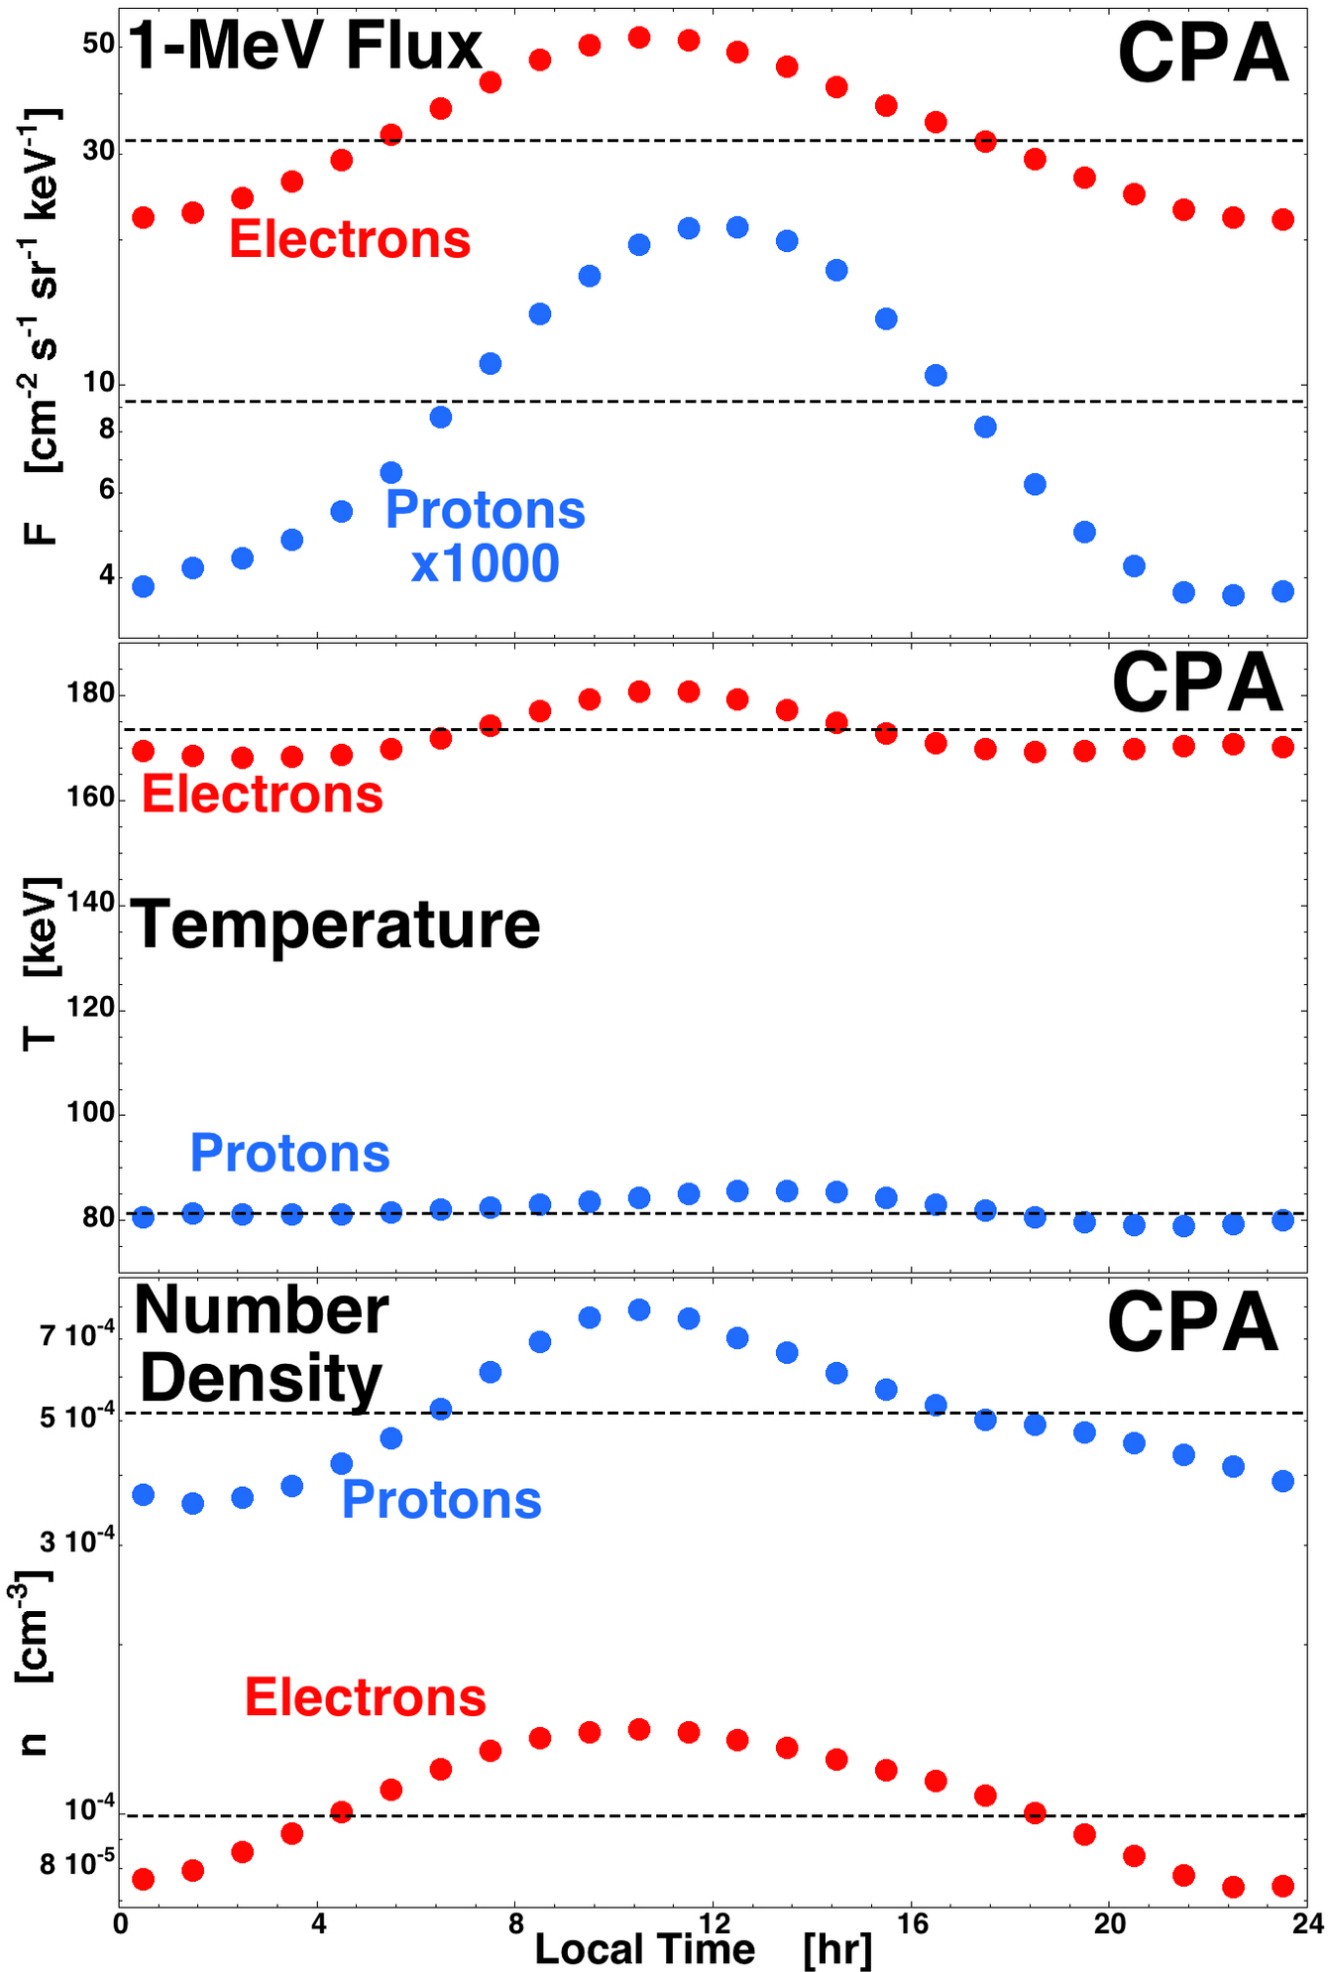 1-MeV Flux
CPA
50
30
10
8
6
4
F [cm-2 s-1 sr-1 keV-1]
Electrons
Protons
x1000
CPA
180
160
140
120
100
80
T [keV]
Electrons
Temperature
Protons
Number
Density
CPA
7 10-4
5 10-4
3 10-4
10-4
8 10-5
n [cm-3]
Protons
Electrons
0 4 8 12 16 20 24
Local Time [hr]